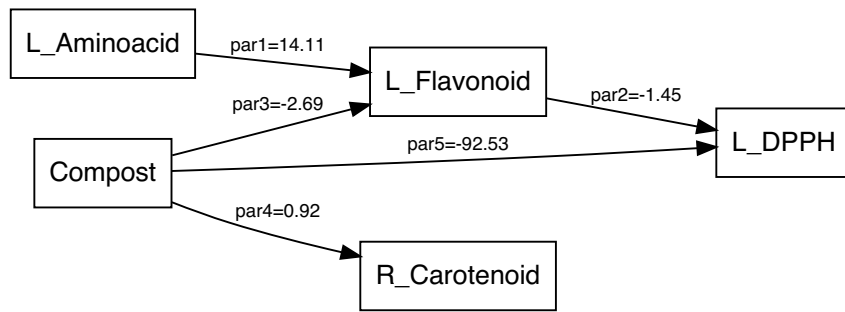 L_Aminoacid
par1=14.11
L_Flavonoid
par3=-2.69
par2=-1.45
L_DPPH
par5=-92.53
Compost
par4=0.92
R_Carotenoid